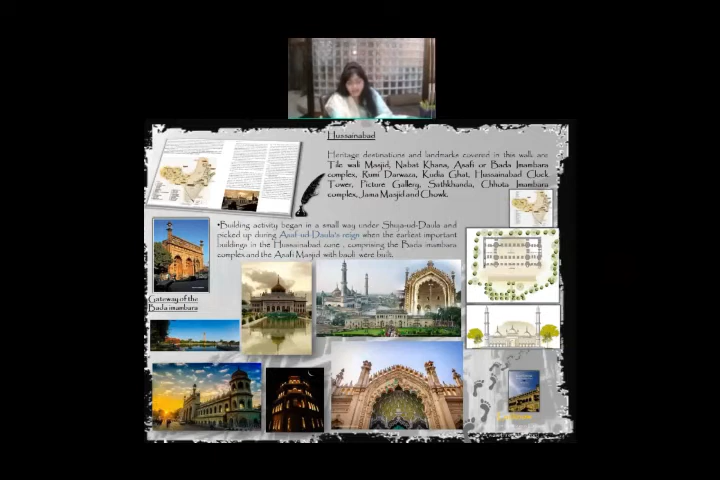 Hussainabad
Heritage destinations and landmarks covered in this walk are
Tile wali Masjid, Nabat Khana, Asafi or Bada Imambara
complex, Rumi Darwaza, Kudia Ghat, Hussainabad Clock
Tower, Picture Gallery, Sathkhanda, Chhota Imambara
complex, Jama Masjid and Chowk.
•Building activity began in a small way under Shuja-ud-Daula and
picked up during Asaf-ud-Daula's reign when the earliest important
buildings in the Hussainabad zone , comprising the Bada imambara
complex and the Asafi Masjid with baoli were built.
Gateway of the
Bada imambara